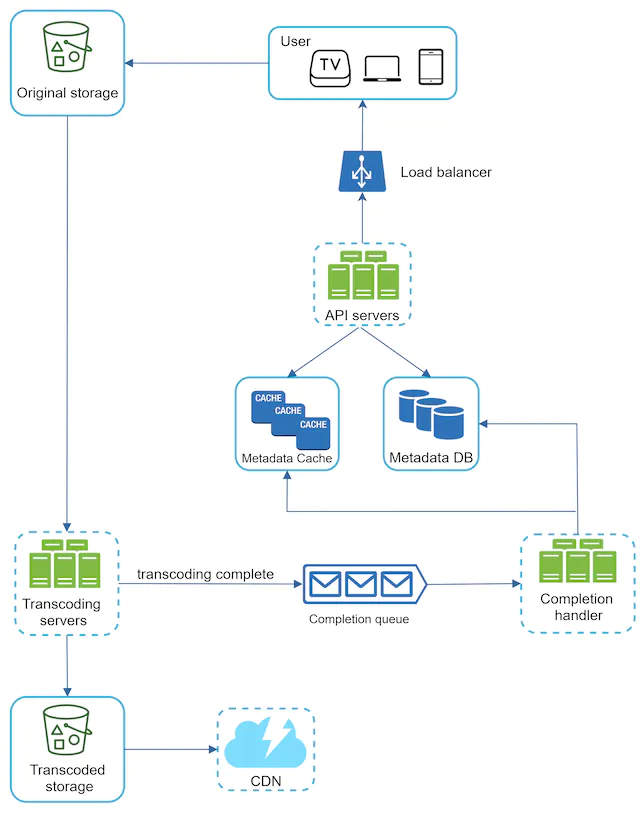 User
TV
Original storage
Load balancer
API servers
CACHE
CACHE
CACHE
Metadata Cache
Metadata DB
transcoding complete
Transcoding
servers
Completion queue
Completion
handler
Transcoded
storage
CDN